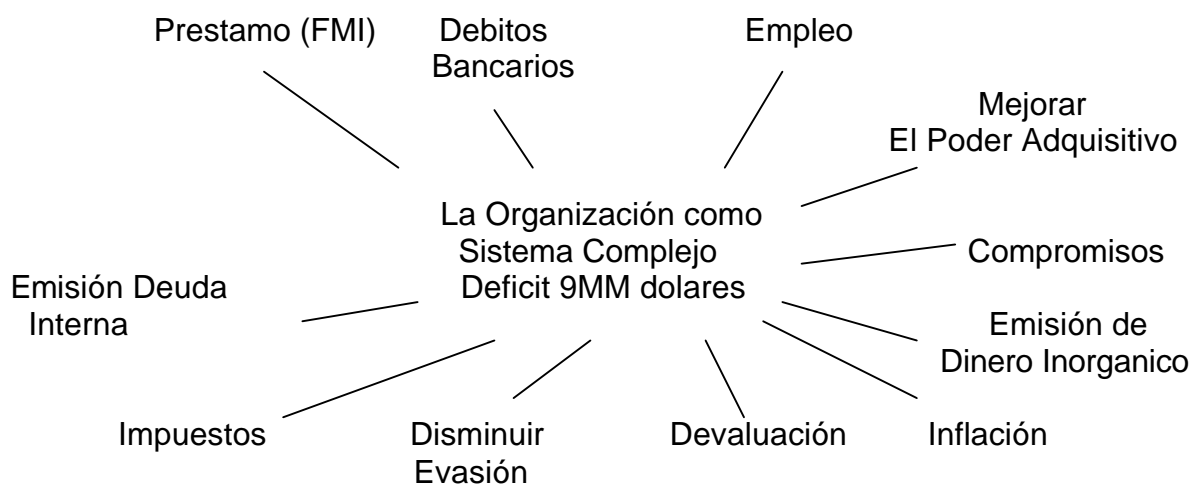 Prestamo (FMI)
Debitos
Bancarios
Empleo
Mejorar
El Poder Adquisitivo
La Organización como
Sistema Complejo
Deficit 9MM dolares
Compromisos
Emisión Deuda
Interna
Emisión de
Dinero Inorganico
Impuestos
Disminuir
Evasión
Devaluación
Inflación